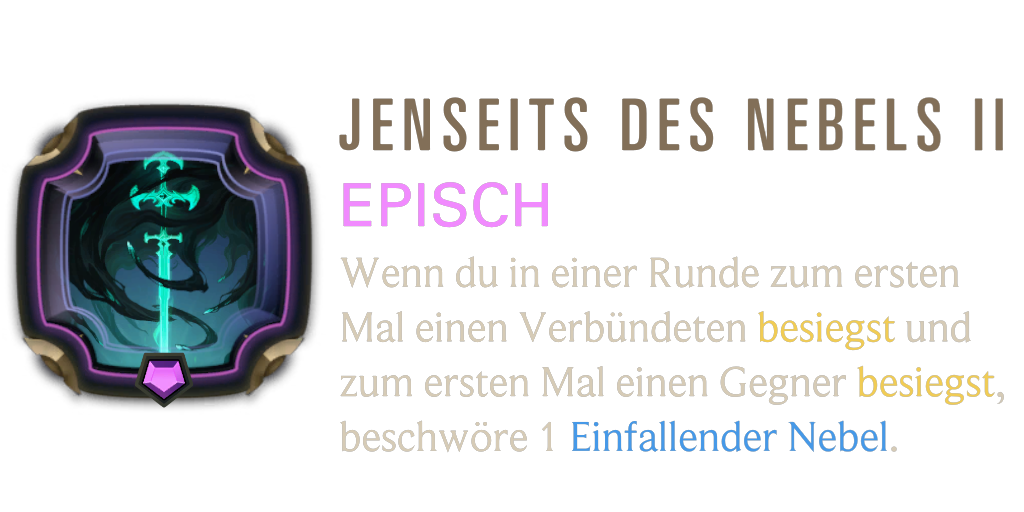 JENSEITS DES NEBELS II
EPISCH
Wenn du in einer Runde zum ersten
Mal einen Verbündeten besiegst und
zum ersten Mal einen Gegner besiegst,
beschwöre 1 Einfallender Nebel.